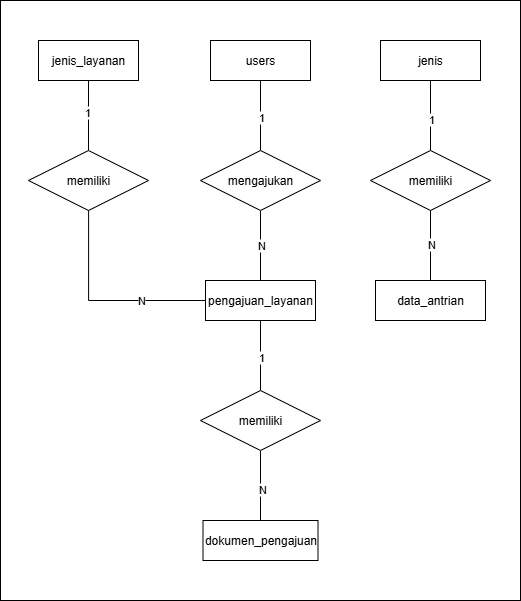 jenis_layanan
users
jenis
1
1
1
memiliki
mengajukan
memiliki
N
N
N
pengajuan_layanan
data_antrian
1
memiliki
N
dokumen_pengajuan